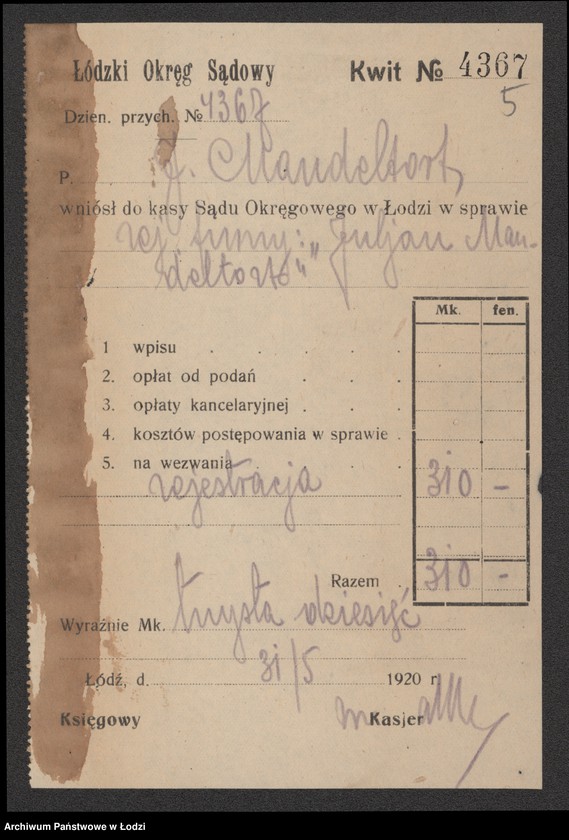 Łódzki Okręg Sądowy Kwit № 4367
5
Dzien. przych. № 4367
P. J. Mandeltort
wniósł do kasy Sądu Okręgowego w Łodzi w sprawie
rej. firmy: „Juljan Man-
deltort"
Mk. fen.
1 wpisu . . . . .
2. opłat od podań . . .
3. opłaty kancelaryjnej . . .
4. kosztów postępowania w sprawie .
5. na wezwania . . .
rejestracja 310 -
Razem . 310 -
Wyraźnie Mk. trzysta dziesięć
Łódź, d. 31/5 1920 r.
Księgowy Kasjer
Archiwum Państwowe w Łodzi